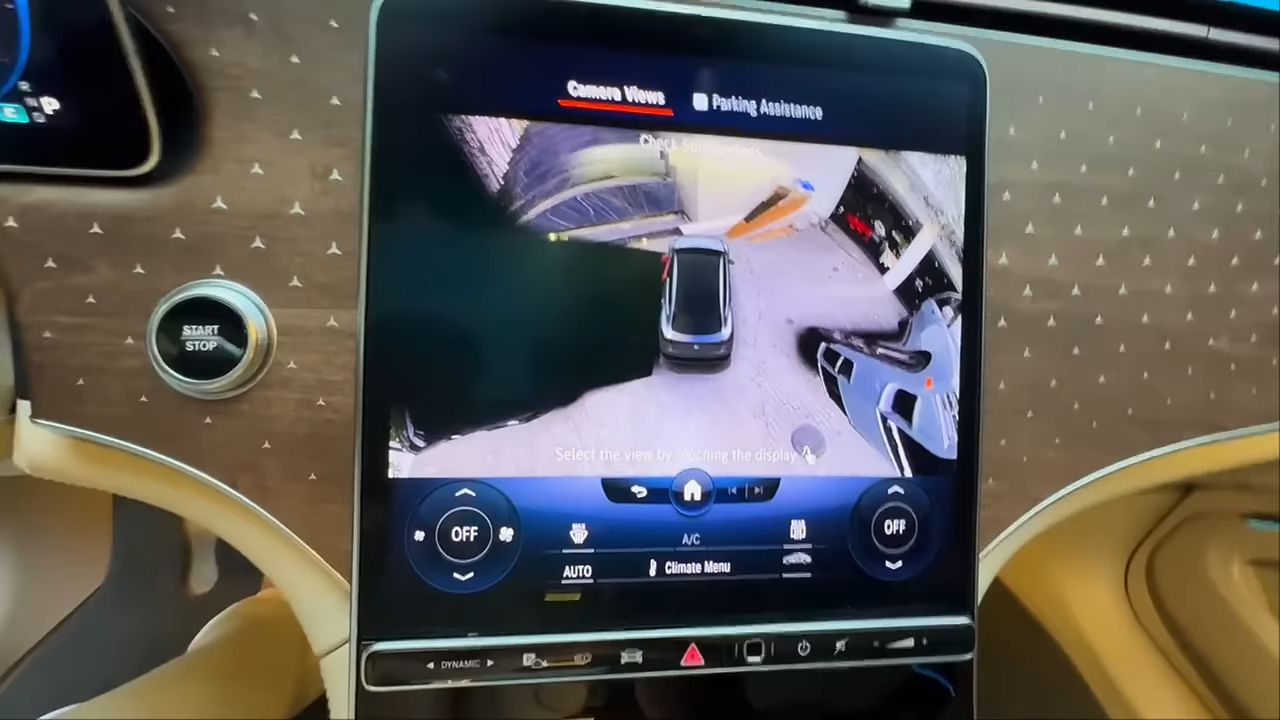 P
Camera Views
Parking Assistance
START
STOP
Select the view by touching the display
OFF
OFF
MAX
A/C
AUTO
Climate Menu
DYNAMIC